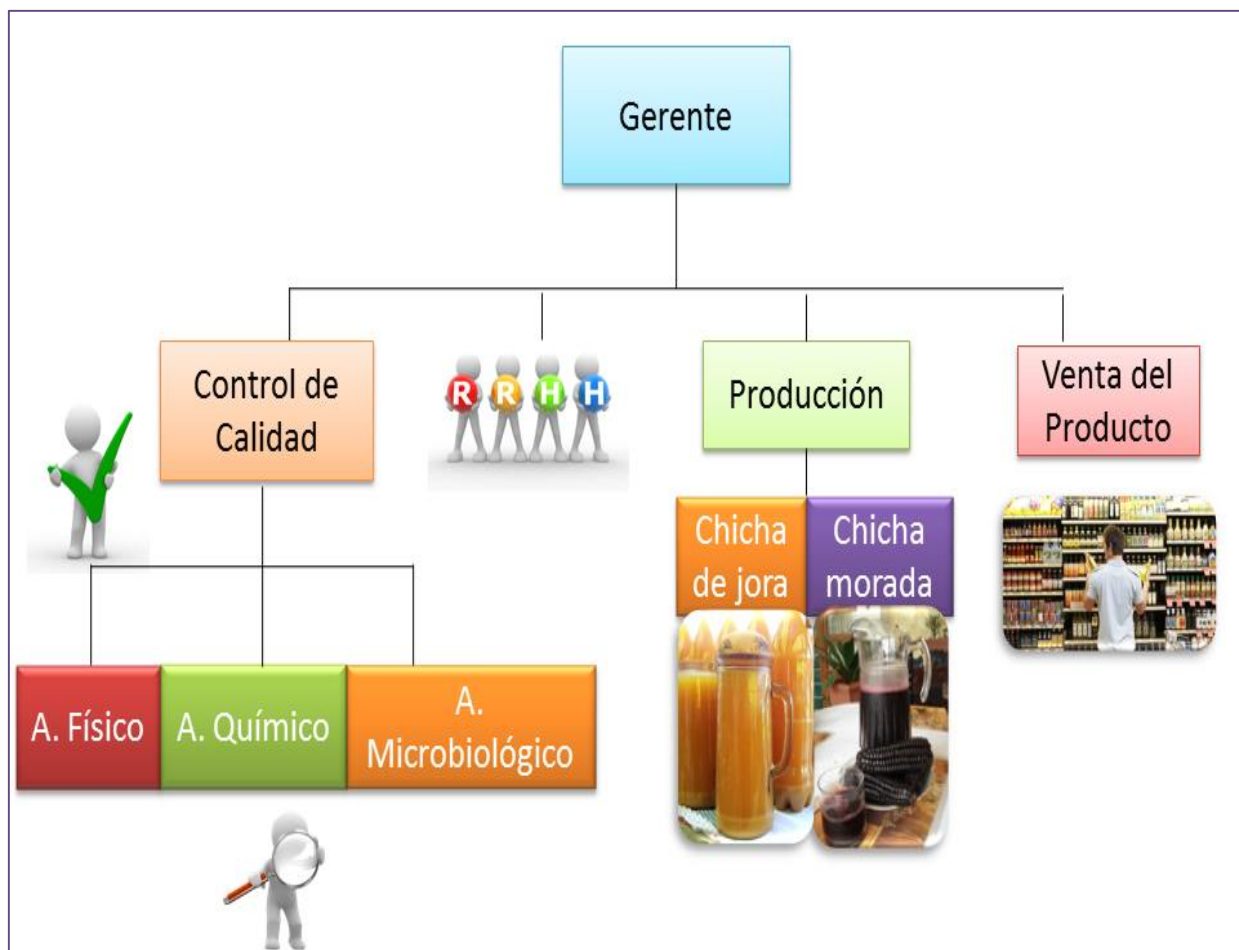 Gerente
Control de
Calidad
R R H H
Producción
Venta del
Producto
Chicha
de jora
Chicha
morada
A. Físico
A. Químico
A.
Microbiológico